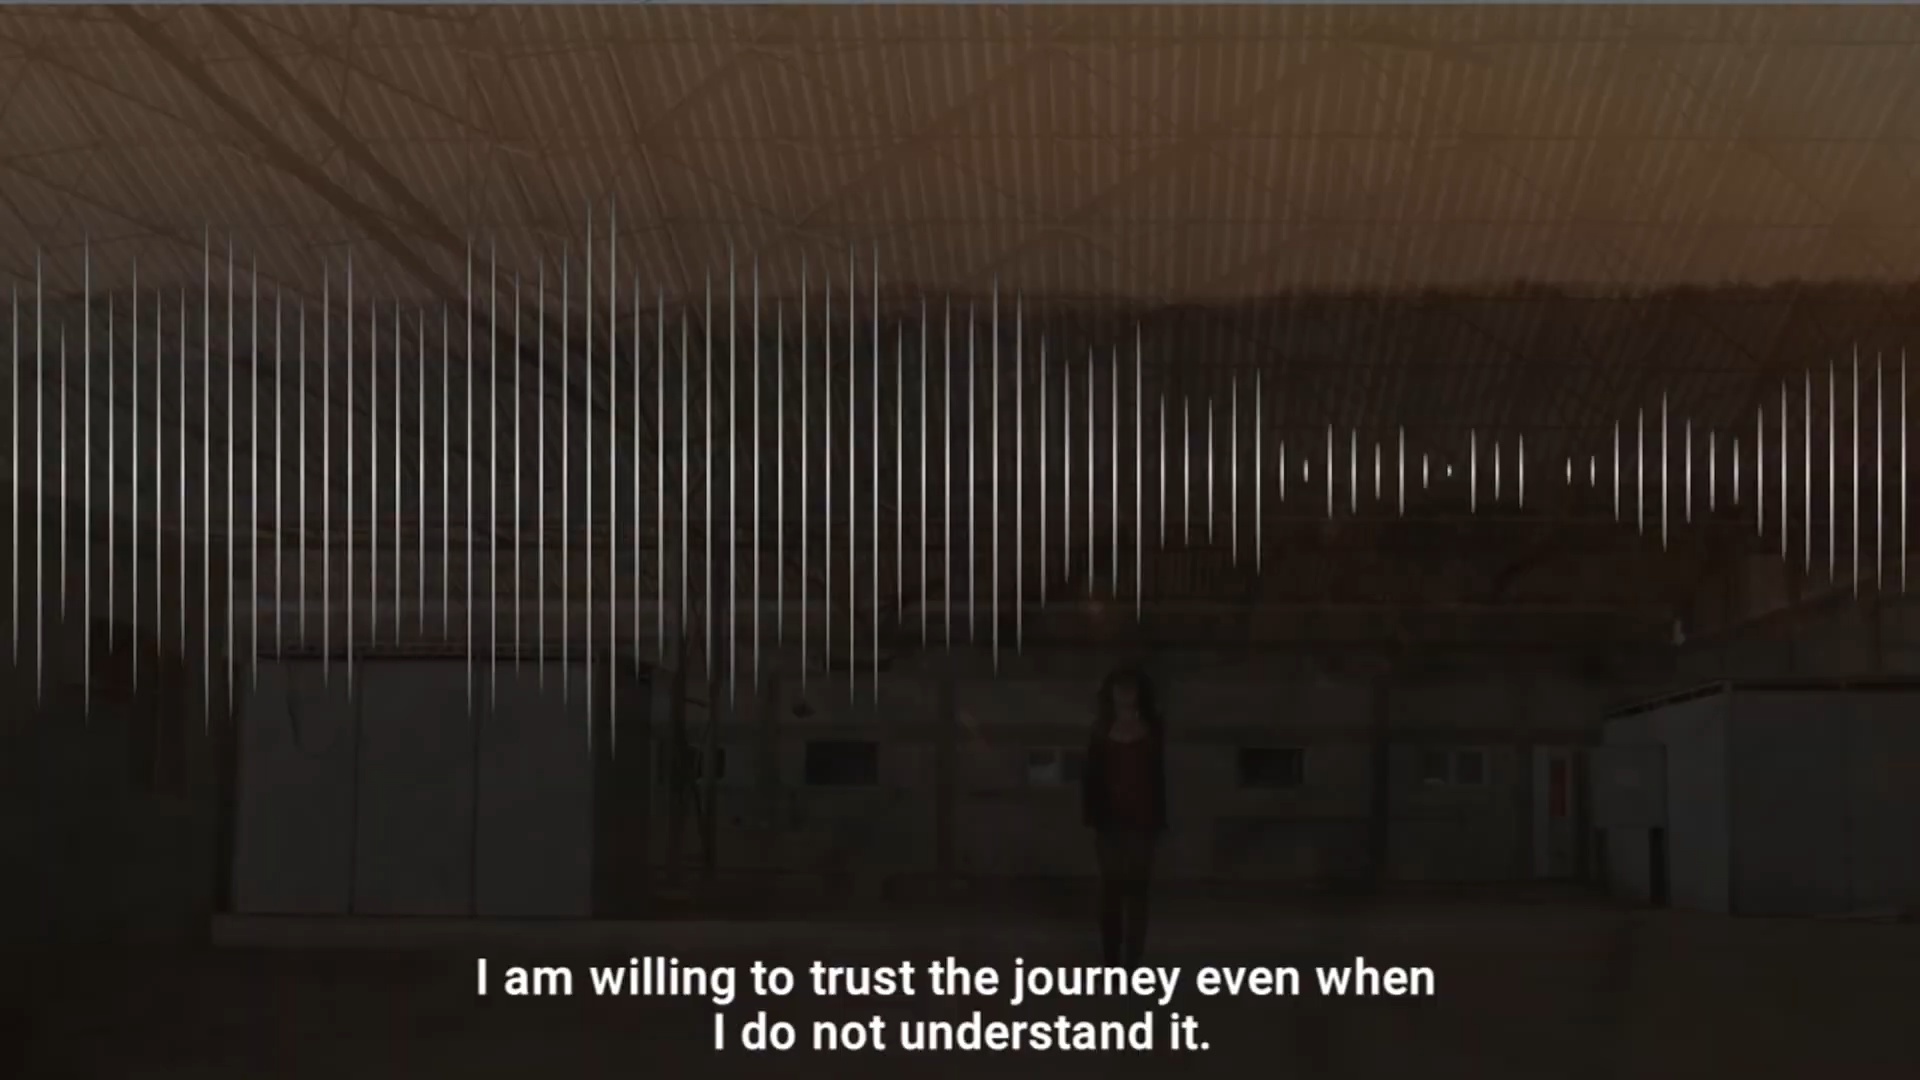 I am willing to trust the journey even when
I do not understand it.